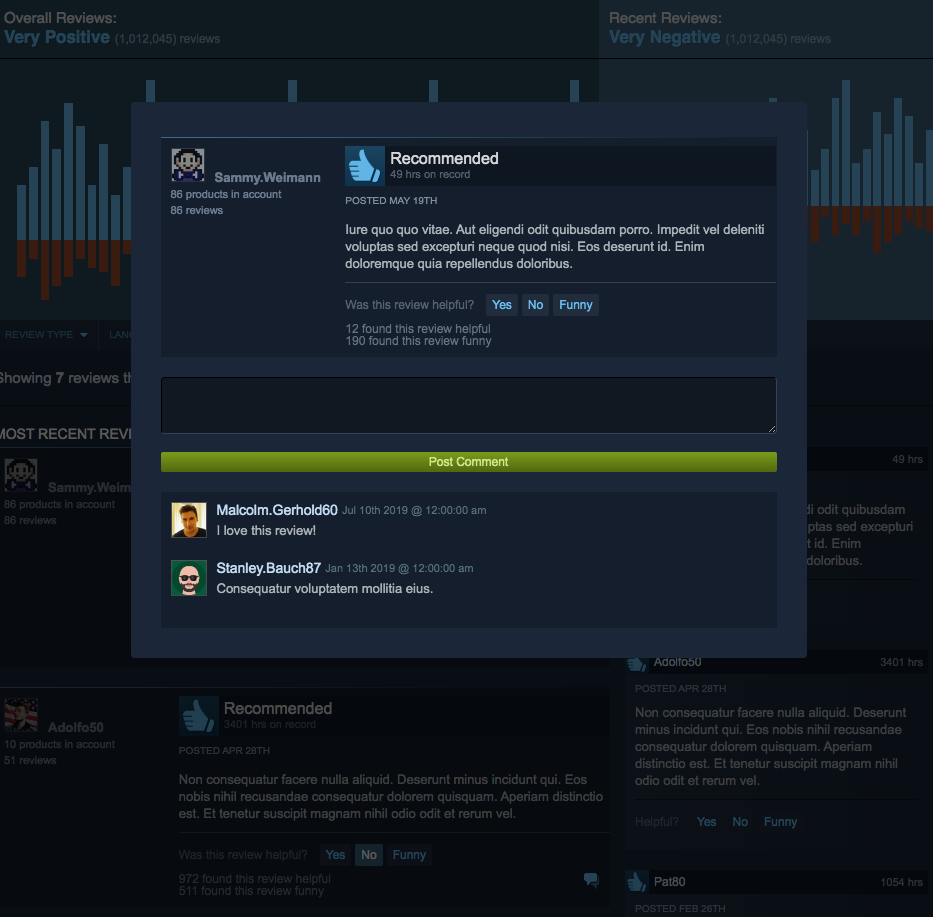 Overall Reviews:
Very Positive (1,012,045) reviews
Recent Reviews:
Very Negative (1,012,045) reviews
Sammy.Weimann
86 products in account
86 reviews
Recommended
49 hrs on record
POSTED MAY 19TH
Iure quo quo vitae. Aut eligendi odit quibusdam porro. Impedit vel deleniti
voluptas sed excepturi neque quod nisi. Eos deserunt id. Enim
doloremque quia repellendus doloribus.
Was this review helpful? Yes No Funny
12 found this review helpful
190 found this review funny
Post Comment
Malcolm.Gerhold60 Jul 10th 2019 @ 12:00:00 am
I love this review!
Stanley.Bauch87 Jan 13th 2019 @ 12:00:00 am
Consequatur voluptatem mollitia eius.
REVIEW TYPE
Showing 7 reviews
MOST RECENT
Sammy.Weim
86 products in account
86 reviews
Adolfo50
10 products in account
51 reviews
Recommended
3401 hrs on record
POSTED APR 28TH
Non consequatur facere nulla aliquid. Deserunt minus incidunt qui. Eos
nobis nihil recusandae consequatur dolorem quisquam. Aperiam distinctio
est. Et tenetur suscipit magnam nihil odio odit et rerum vel.
Was this review helpful? Yes No Funny
972 found this review helpful
511 found this review funny
49 hrs
odit quibusdam
sed excepturi
id. Enim
doloribus.
Adolfo50 3401 hrs
POSTED APR 28TH
Non consequatur facere nulla aliquid. Deserunt
minus incidunt qui. Eos nobis nihil recusandae
consequatur dolorem quisquam. Aperiam
distinctio est. Et tenetur suscipit magnam nihil
odio odit et rerum vel.
Helpful? Yes No Funny
Pat80 1054 hrs
POSTED FEB 26TH